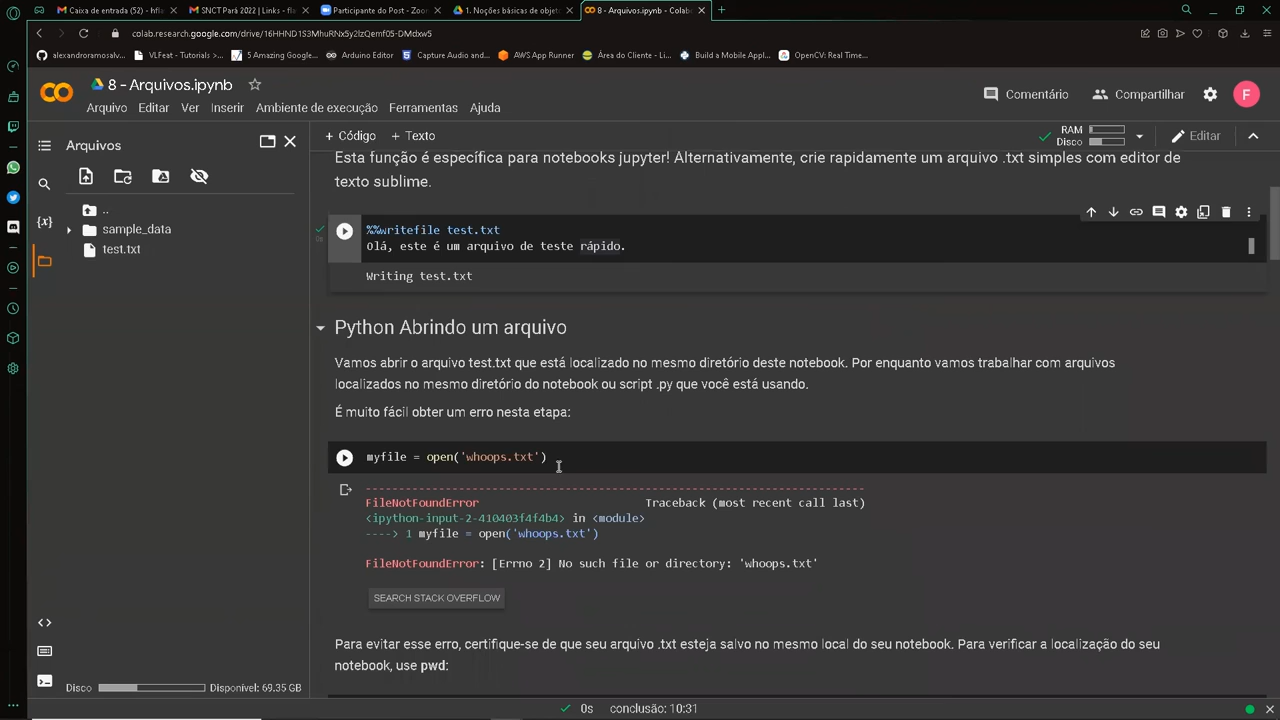 Caixa de entrada (52) - hfl
SNCT Pará 2022 | Links - fla
Participante do Post - Zoom
1. Noções básicas de objeto
8 - Arquivos.ipynb - Colab
colab.research.google.com/drive/16HHND1S3MhuRNx5y2IzQemf05-DMdxw5
alexandroramosalvo...
VLFeat - Tutorials >...
5 Amazing Google...
Arduino Editor
Capture Audio and...
AWS App Runner
Área do Cliente - Li...
Build a Mobile Appl...
OpenCV: Real Time...
8 - Arquivos.ipynb
Comentário
Compartilhar
F
Arquivo Editar Ver Inserir Ambiente de execução Ferramentas Ajuda
Arquivos
+ Código + Texto
RAM
Disco
Editar
..
sample_data
test.txt
Esta função é específica para notebooks jupyter! Alternativamente, crie rapidamente um arquivo .txt simples com editor de
texto sublime.
0s
%%writefile test.txt
Olá, este é um arquivo de teste rápido.
Writing test.txt
Python Abrindo um arquivo
Vamos abrir o arquivo test.txt que está localizado no mesmo diretório deste notebook. Por enquanto vamos trabalhar com arquivos
localizados no mesmo diretório do notebook ou script .py que você está usando.
É muito fácil obter um erro nesta etapa:
myfile = open('whoops.txt')
---------------------------------------------------------------------------
FileNotFoundError Traceback (most recent call last)
<ipython-input-2-410403f4f4b4> in <module>
----> 1 myfile = open('whoops.txt')
FileNotFoundError: [Errno 2] No such file or directory: 'whoops.txt'
SEARCH STACK OVERFLOW
Para evitar esse erro, certifique-se de que seu arquivo .txt esteja salvo no mesmo local do seu notebook. Para verificar a localização do seu
notebook, use pwd:
Disco
Disponível: 69.35 GB
0s conclusão: 10:31